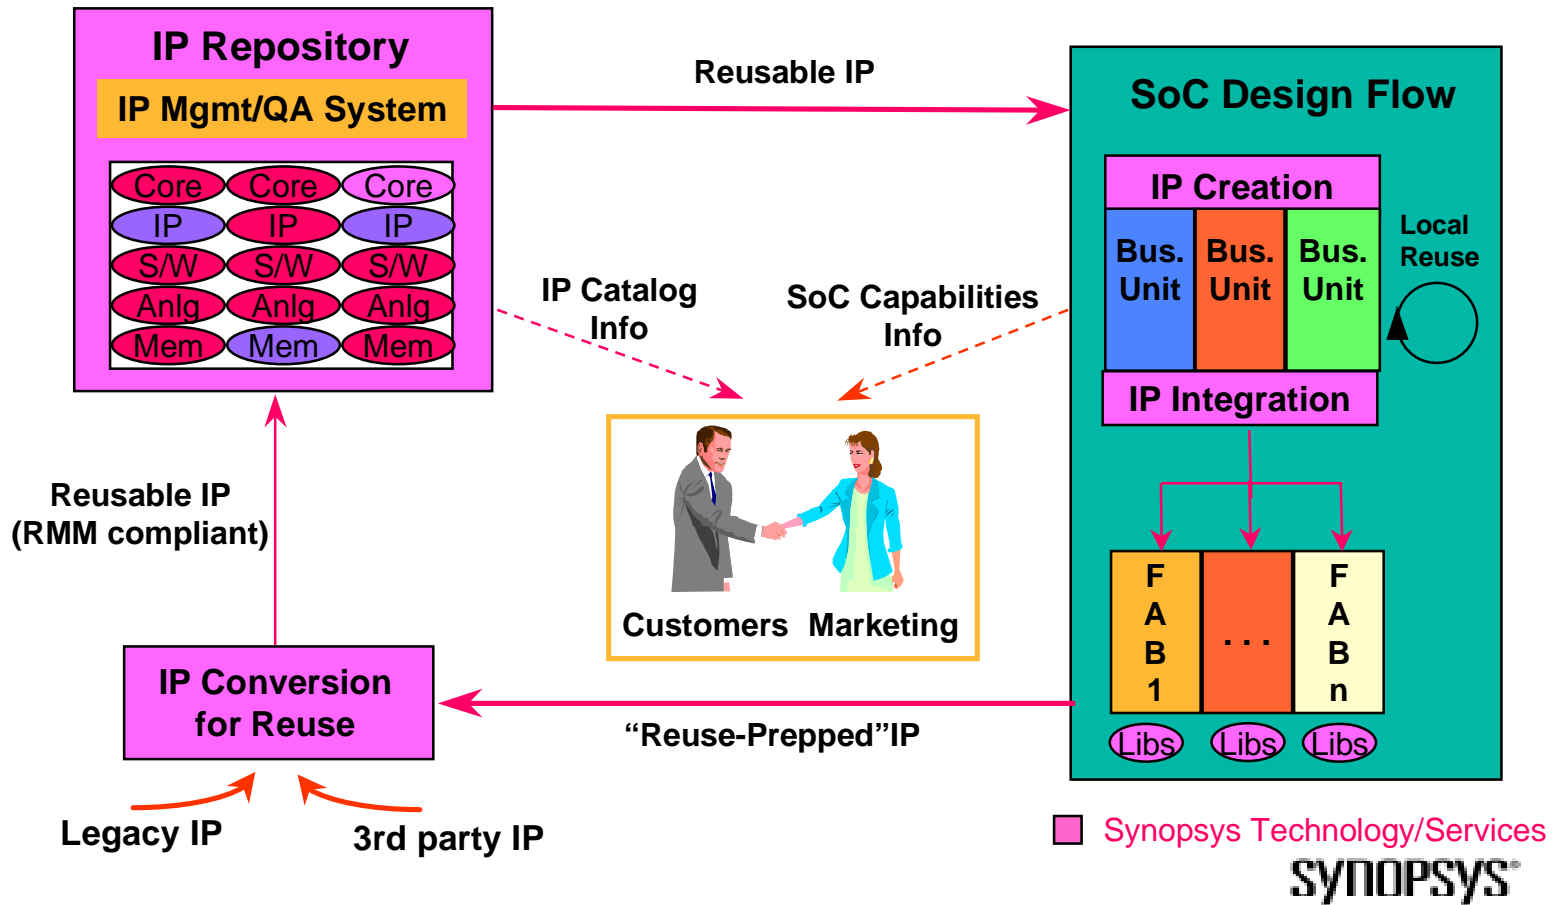 IP Repository
IP Mgmt/QA System
Core Core Core
IP IP IP
S/W S/W S/W
Anlg Anlg Anlg
Mem Mem Mem
Reusable IP
SoC Design Flow
IP Creation
Bus. Unit
Bus. Unit
Bus. Unit
Local
Reuse
IP Integration
IP Catalog
Info
SoC Capabilities
Info
Customers Marketing
Reusable IP
(RMM compliant)
IP Conversion
for Reuse
Legacy IP
3rd party IP
“Reuse-Prepped”IP
FAB1
...
FABn
Libs Libs Libs
Synopsys Technology/Services
SYNOPSYS